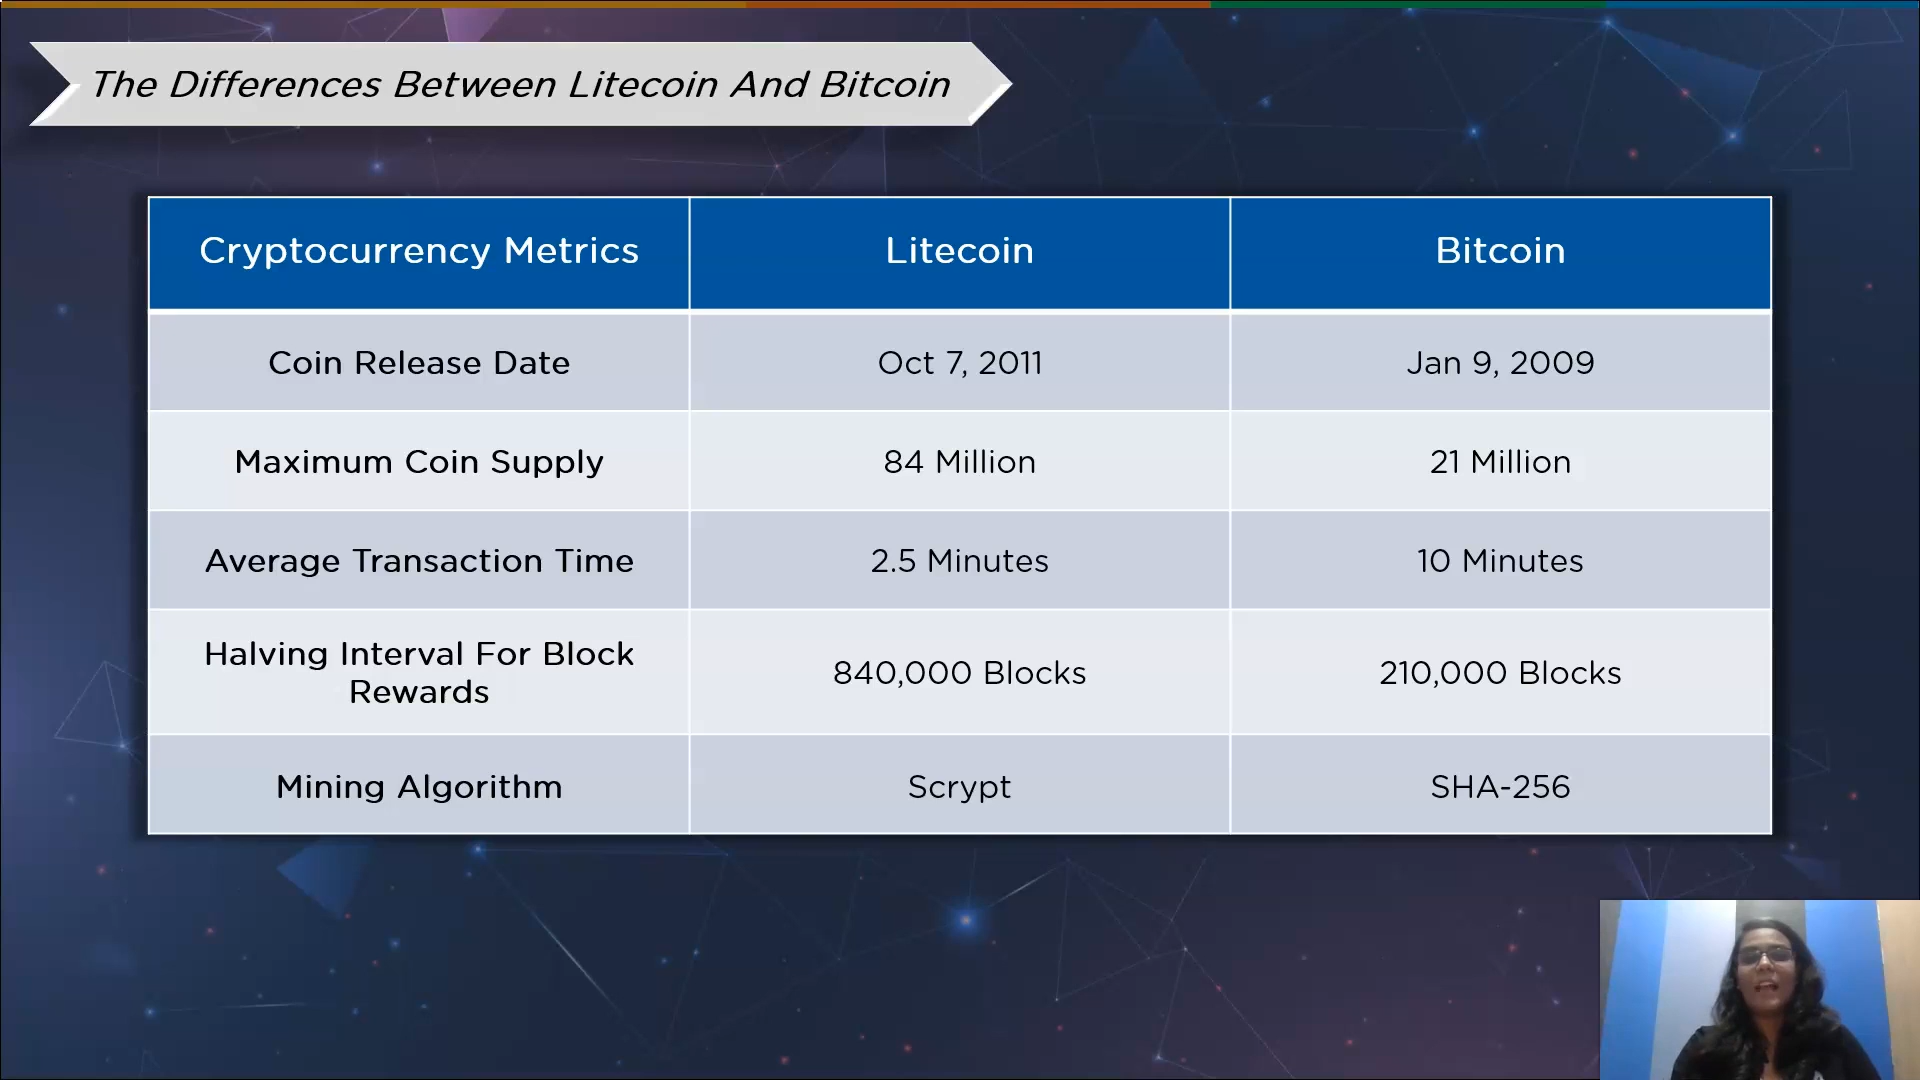 The Differences Between Litecoin And Bitcoin
Cryptocurrency Metrics Litecoin Bitcoin
Coin Release Date Oct 7, 2011 Jan 9, 2009
Maximum Coin Supply 84 Million 21 Million
Average Transaction Time 2.5 Minutes 10 Minutes
Halving Interval For Block
Rewards 840,000 Blocks 210,000 Blocks
Mining Algorithm Scrypt SHA-256